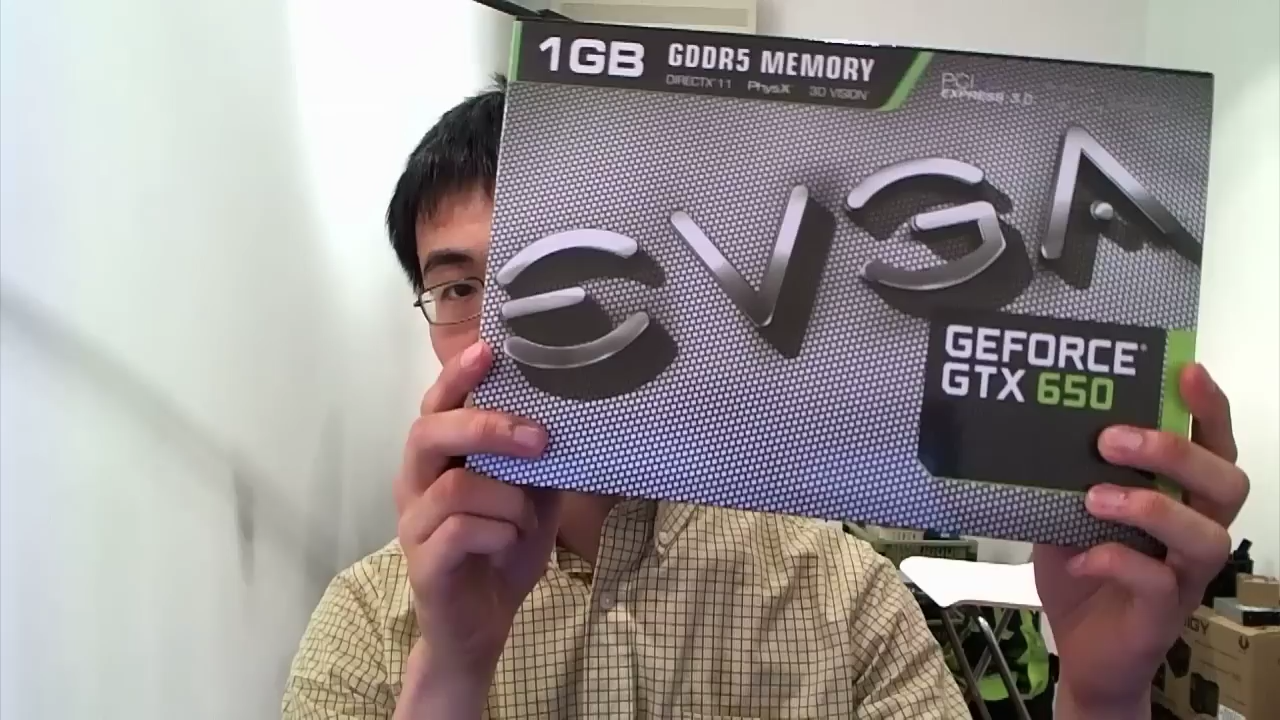 1GB GDDR5 MEMORY
DIRECTX 11 PhysX 3D VISION
PCI
EXPRESS 3.0
EVGA
GEFORCE
GTX 650